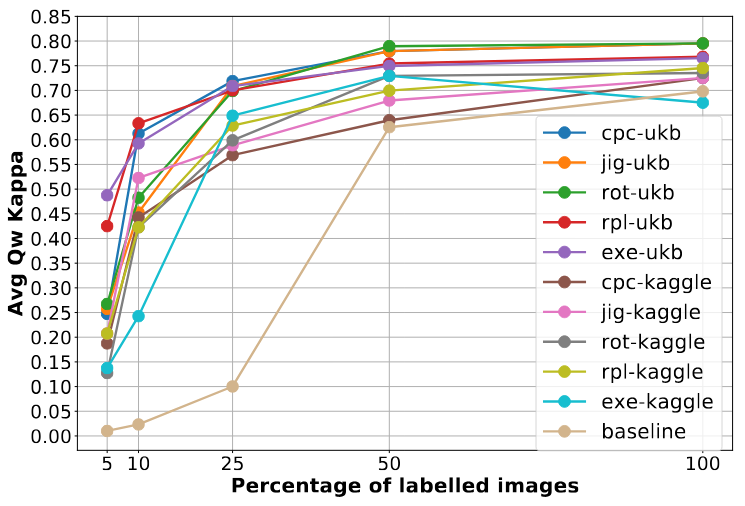 0.85
0.80
0.75
0.70
0.65
0.60
0.55
0.50
0.45
0.40
0.35
0.30
0.25
0.20
0.15
0.10
0.05
0.00
Avg Qw Kappa
cpc-ukb
jig-ukb
rot-ukb
rpl-ukb
exe-ukb
cpc-kaggle
jig-kaggle
rot-kaggle
rpl-kaggle
exe-kaggle
baseline
5 10 25 50 100
Percentage of labelled images